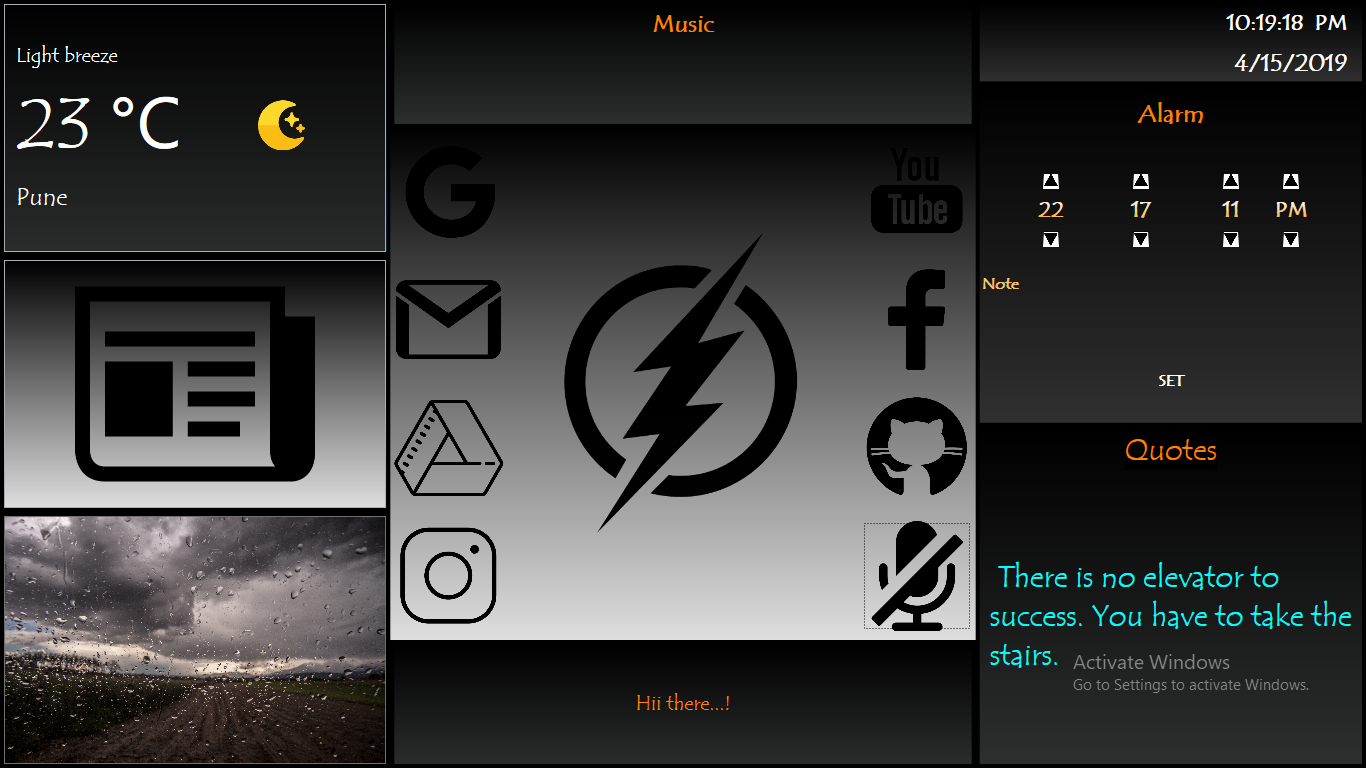 Light breeze
23 °C
Pune
Music
You
Tube
Hii there...!
10:19:18 PM
4/15/2019
Alarm
22 17 11 PM
Note
SET
Quotes
There is no elevator to
success. You have to take the
stairs.
Activate Windows
Go to Settings to activate Windows.